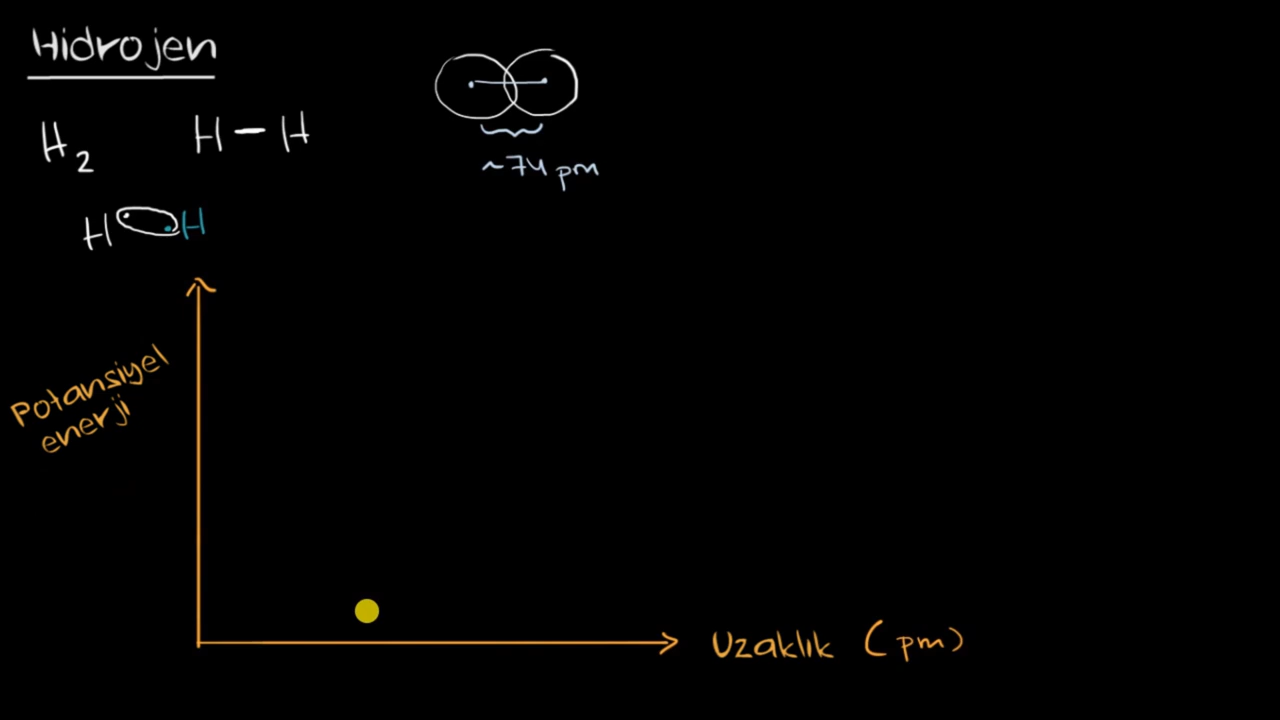 Hidrojen
H2 H-H
~74 pm
H H
Potansiyel
enerji
Uzaklık (pm)